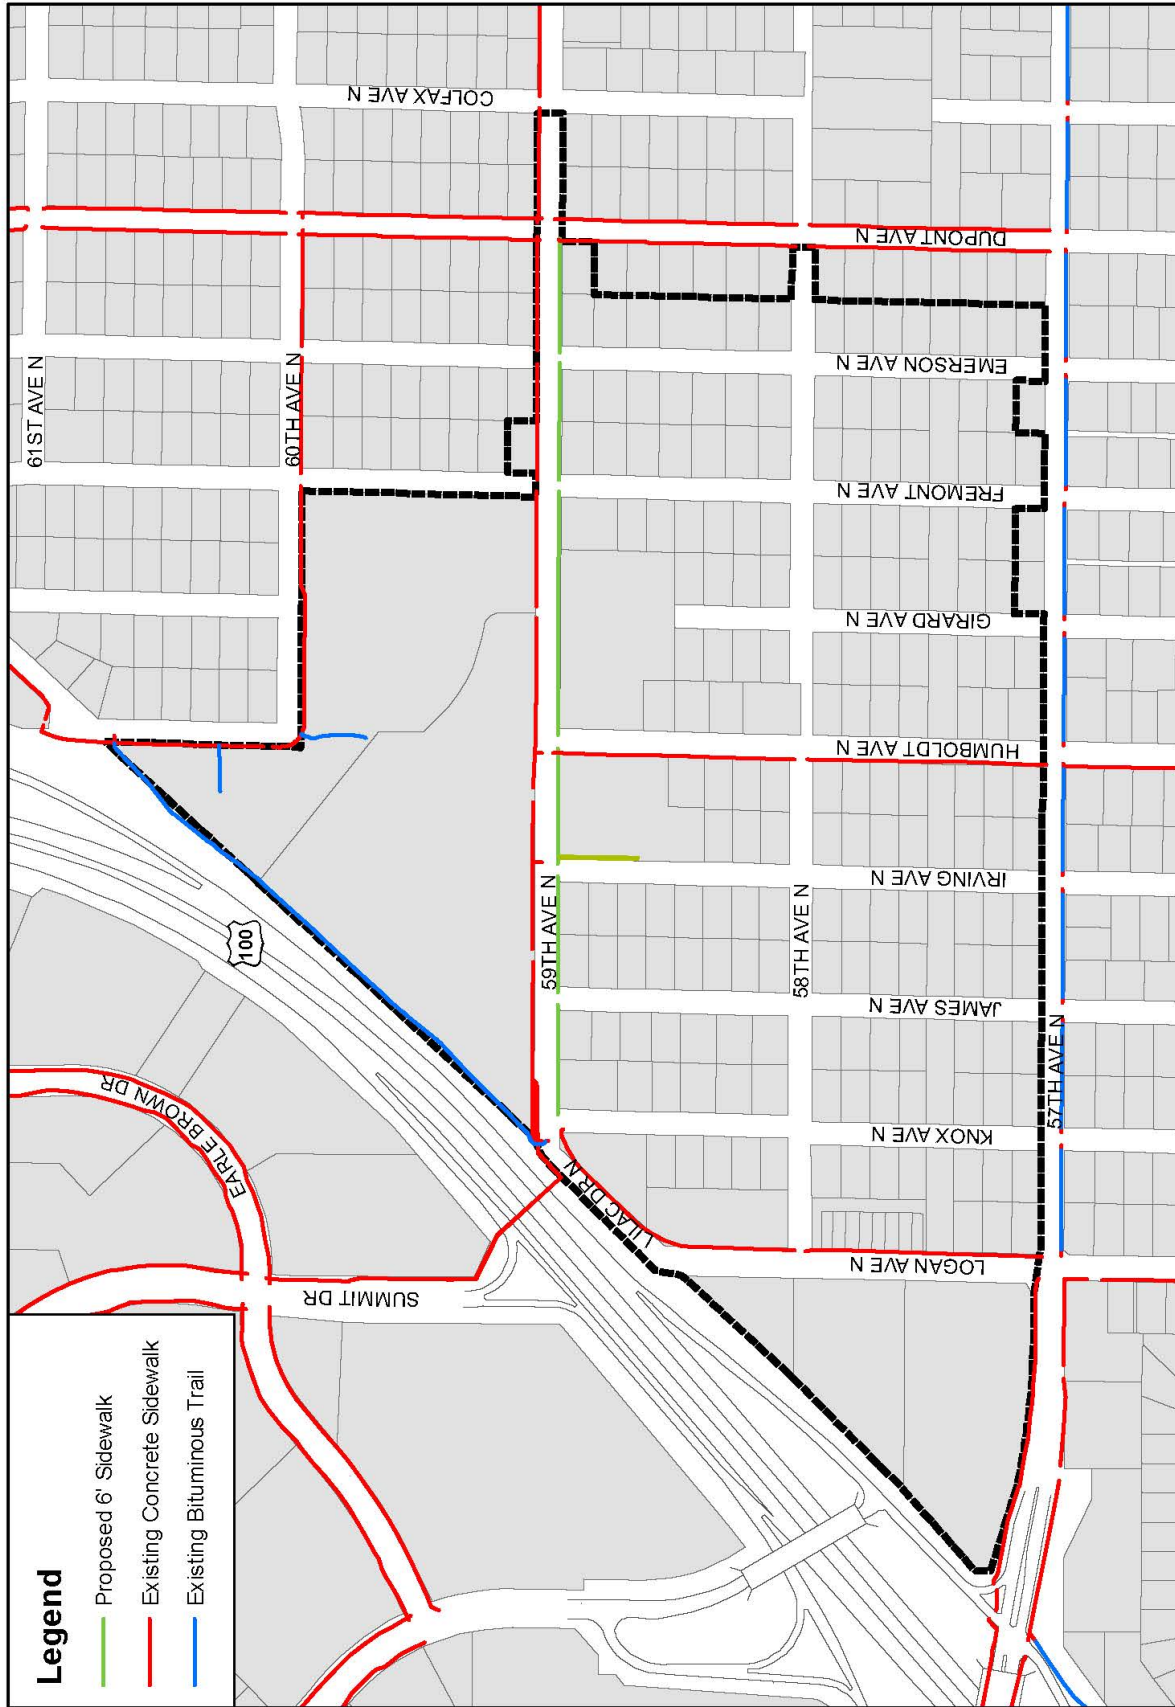 Legend
Proposed 6' Sidewalk
Existing Concrete Sidewalk
Existing Bituminous Trail
EARLE BROWN DR
SUMMIT DR
100
61ST AVE N
60TH AVE N
COLFAX AVE N
59TH AVE N
LILAC DR N
58TH AVE N
LOGAN AVE N
KNOX AVE N
JAMES AVE N
IRVING AVE N
HUMBOLDT AVE N
GIRARD AVE N
FREMONT AVE N
EMERSON AVE N
DUPONT AVE N
57TH AVE N